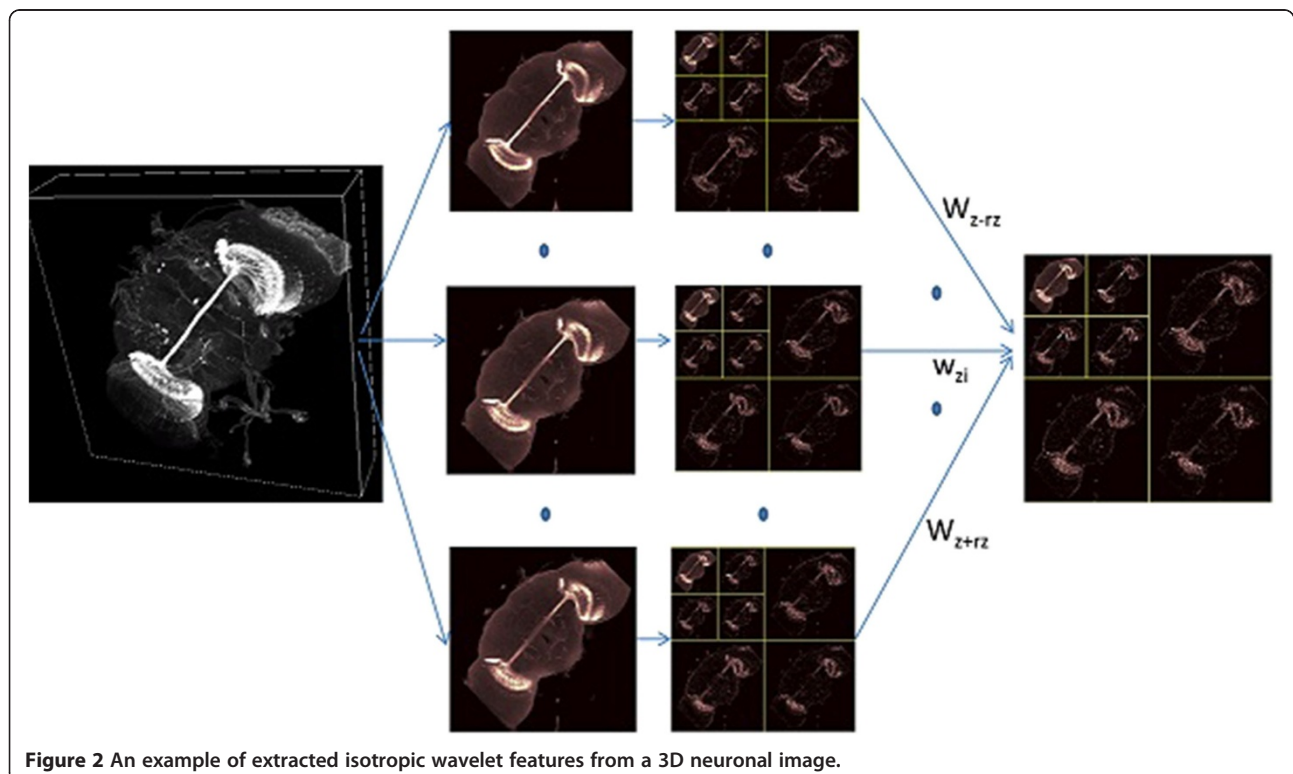 W_z-rz
w_zi
W_z+rz
Figure 2 An example of extracted isotropic wavelet features from a 3D neuronal image.